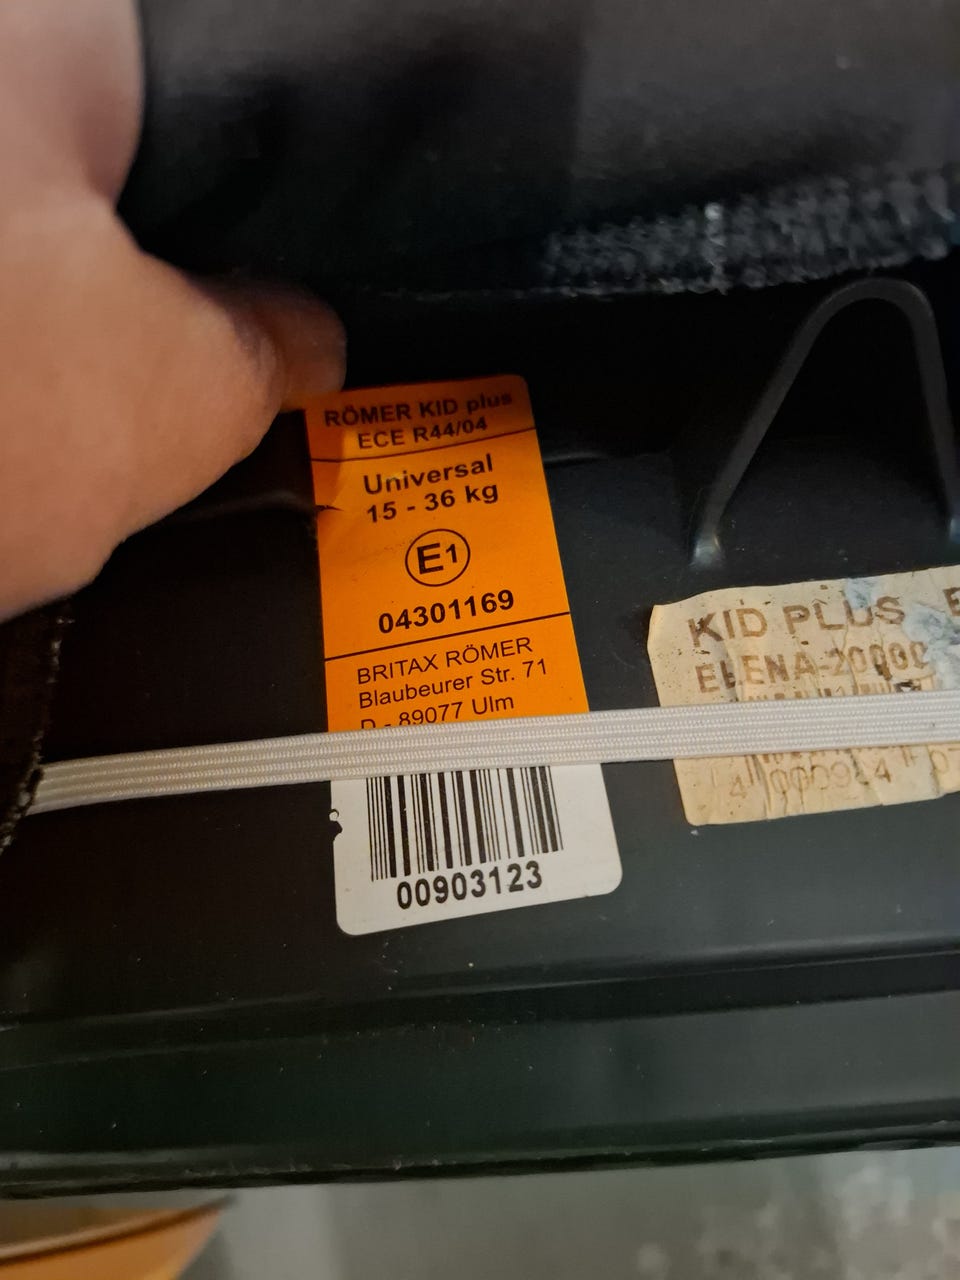 RÖMER KID plus
ECE R44/04
Universal
15 - 36 kg
E1
04301169
BRITAX RÖMER
Blaubeurer Str. 71
D - 89077 Ulm
00903123
KID PLUS
ELENA